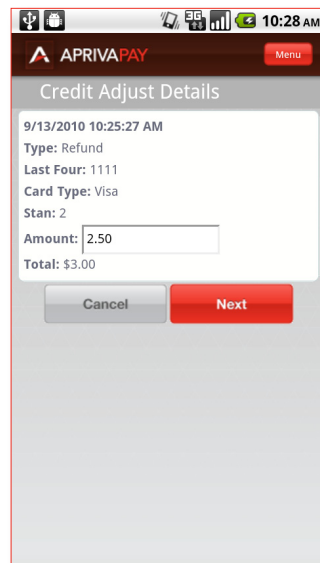 3G 10:28 AM
APRIVAPAY
Menu
Credit Adjust Details
9/13/2010 10:25:27 AM
Type: Refund
Last Four: 1111
Card Type: Visa
Stan: 2
Amount: 2.50
Total: $3.00
Cancel
Next